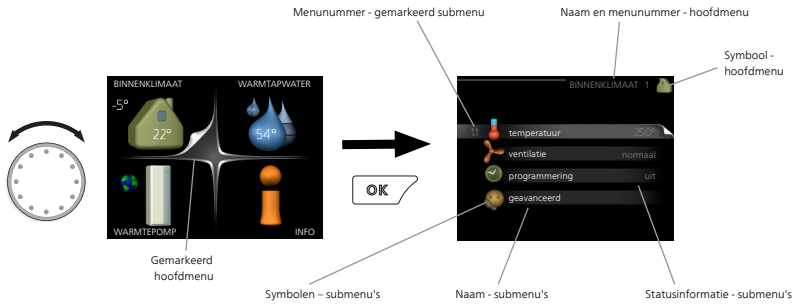 Menunummer - gemarkeerd submenu
Naam en menunummer - hoofdmenu
Symbool -
hoofdmenu
BINNENKLIMAAT
WARMTAPWATER
-5°
22°
54°
WARMTEPOMP
INFO
OK
BINNENKLIMAAT 1
1.1 temperatuur 25.0°
ventilatie normaal
programmering uit
geavanceerd
Gemarkeerd
hoofdmenu
Symbolen – submenu's
Naam - submenu's
Statusinformatie - submenu's